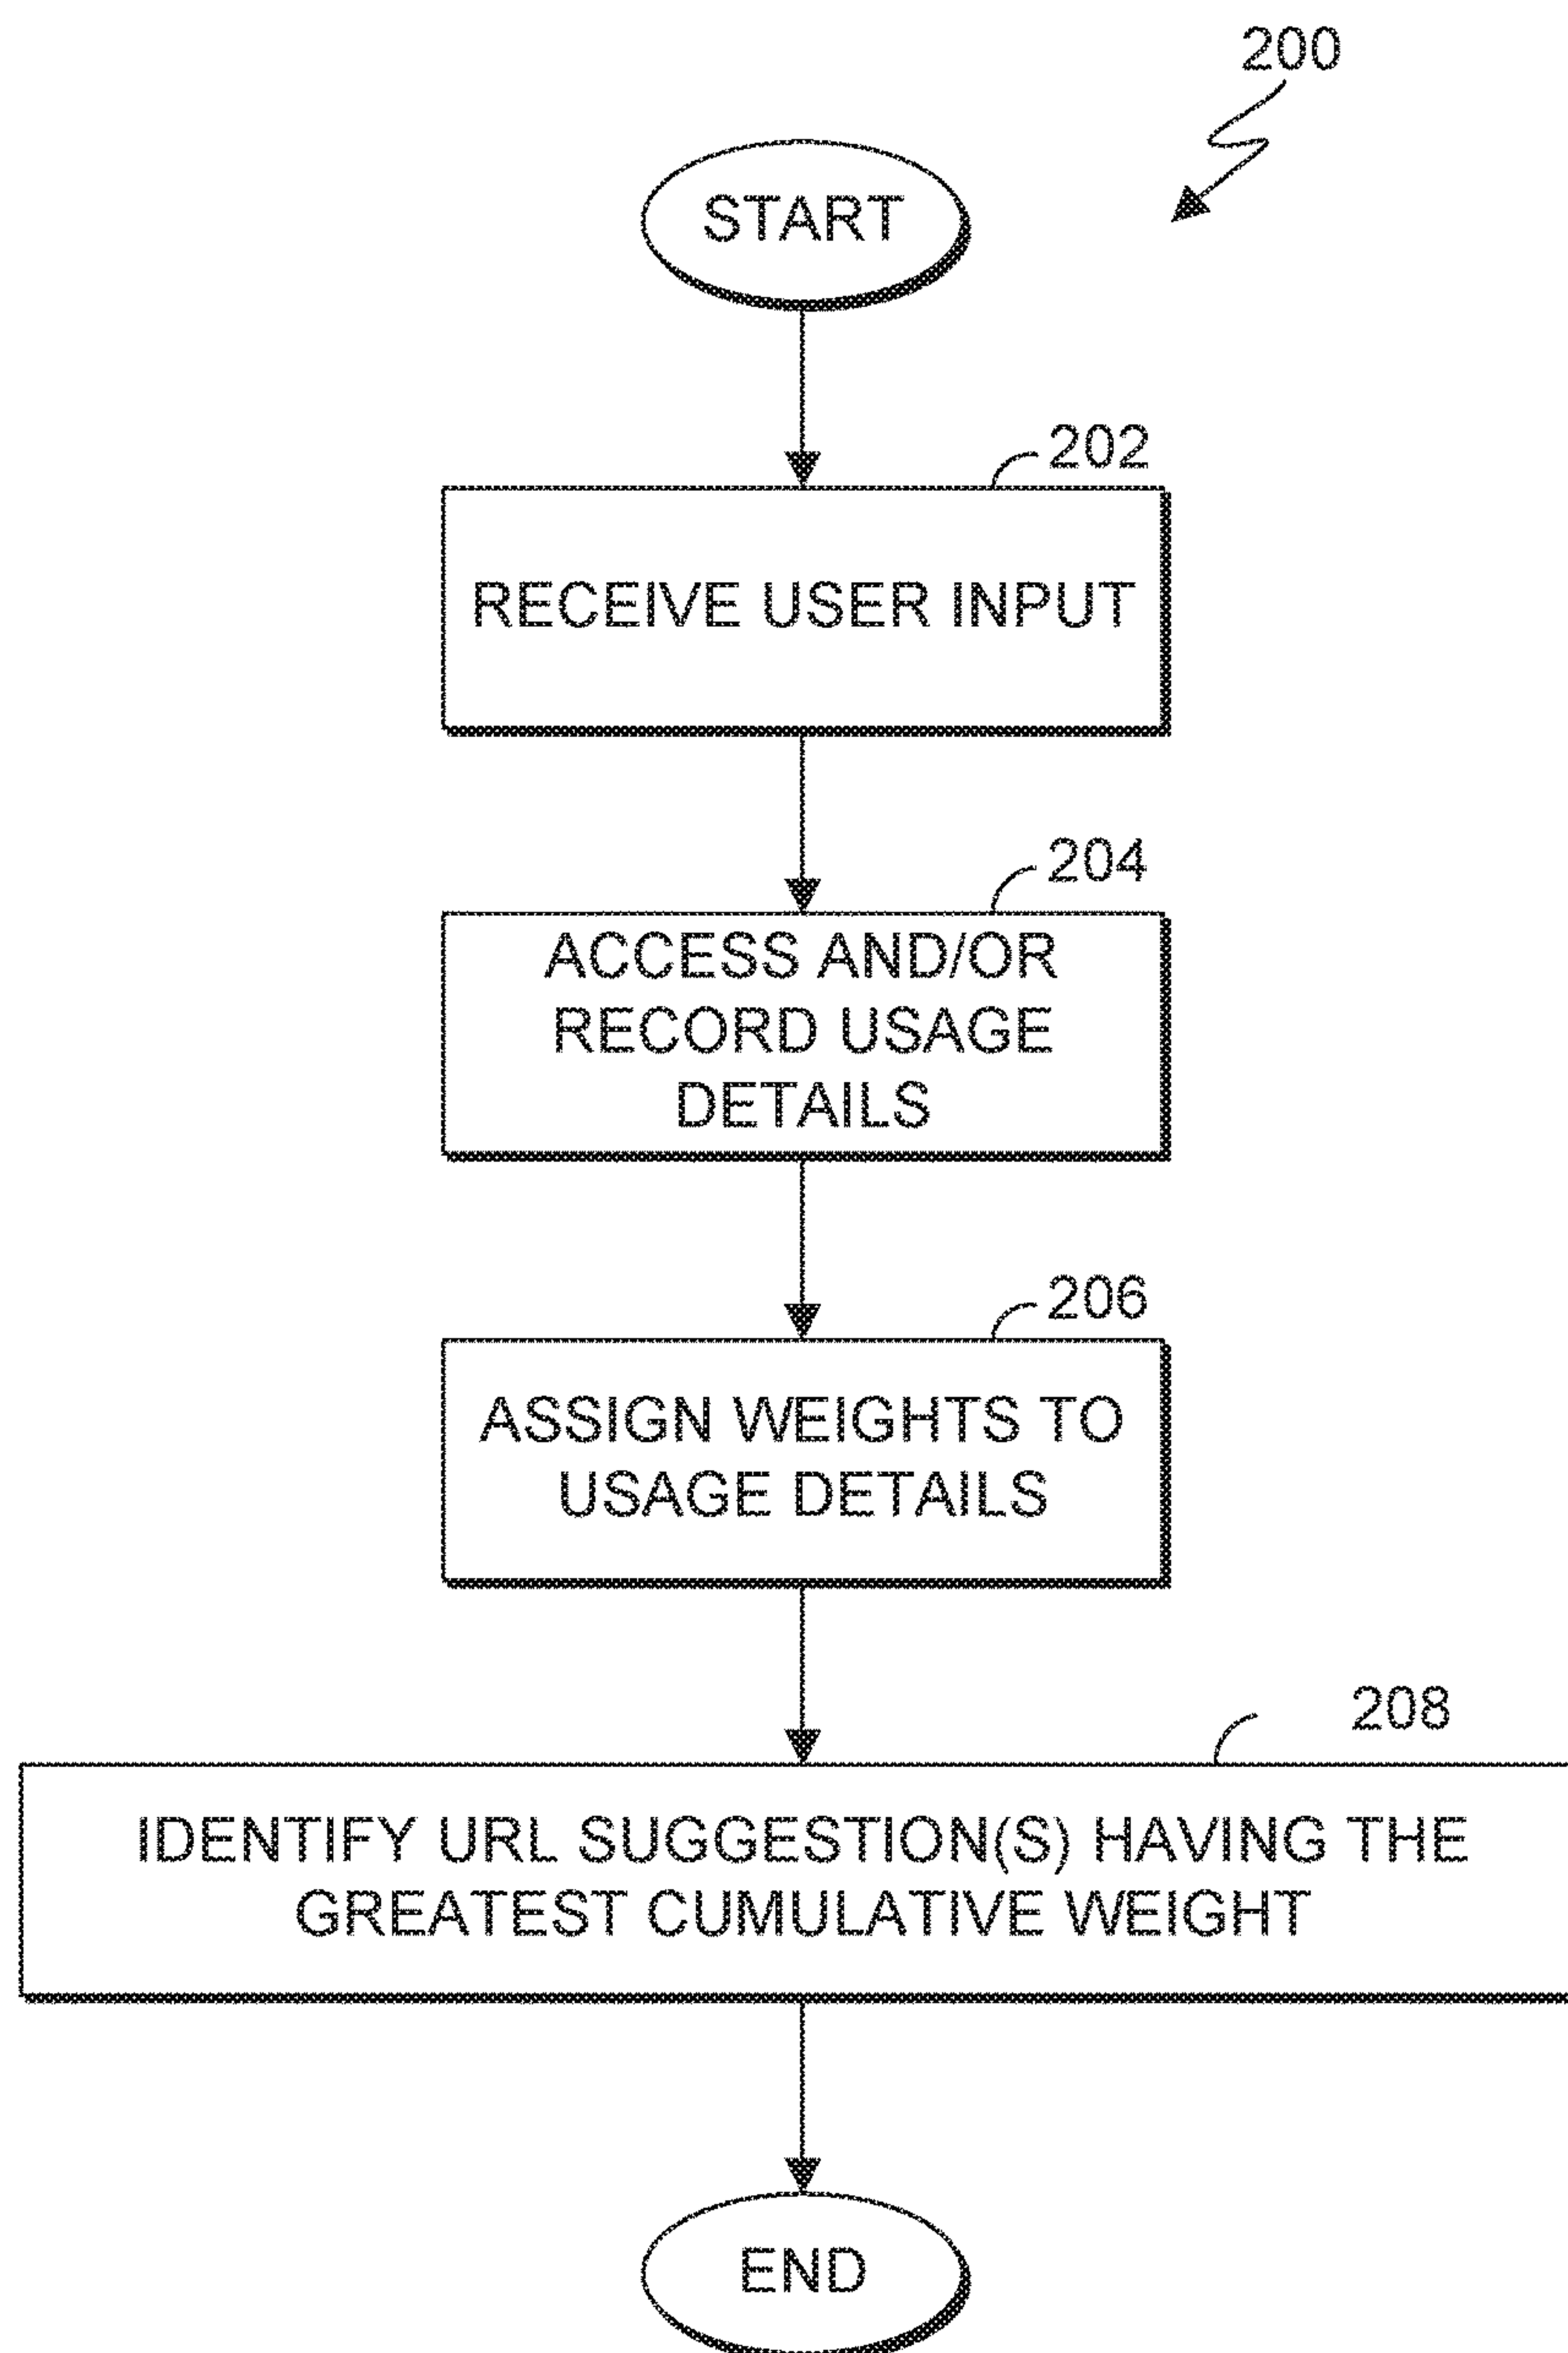 200
START
202
RECEIVE USER INPUT
204
ACCESS AND/OR
RECORD USAGE
DETAILS
206
ASSIGN WEIGHTS TO
USAGE DETAILS
208
IDENTIFY URL SUGGESTION(S) HAVING THE
GREATEST CUMULATIVE WEIGHT
END